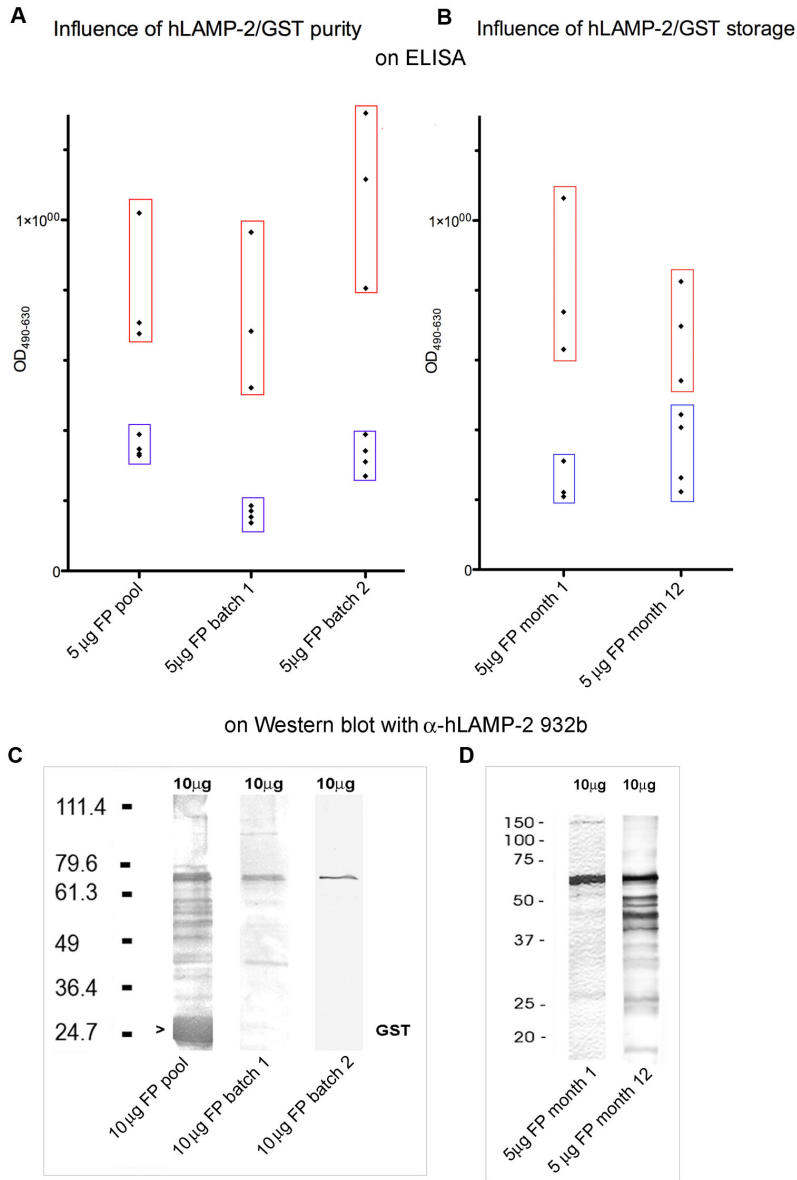 A
Influence of hLAMP-2/GST purity
B
Influence of hLAMP-2/GST storage
on ELISA
1×10⁰⁰
0
OD490-630
5 µg FP pool
5µg FP batch 1
5µg FP batch 2
1×10⁰⁰
0
OD490-630
5µg FP month 1
5 µg FP month 12
on Western blot with α-hLAMP-2 932b
C
10µg
10µg
10µg
111.4
79.6
61.3
49
36.4
24.7
>
GST
10µg FP pool
10µg FP batch 1
10µg FP batch 2
D
10µg
10µg
150 -
100 -
75 -
50 -
37 -
25 -
20 -
5µg FP month 1
5 µg FP month 12